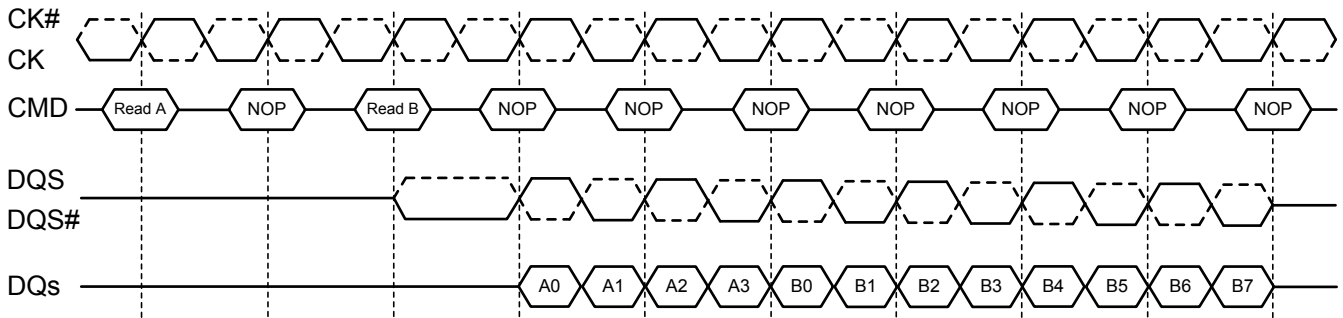 CK#
CK
CMD Read A NOP Read B NOP NOP NOP NOP NOP NOP NOP
DQS
DQS#
DQs A0 A1 A2 A3 B0 B1 B2 B3 B4 B5 B6 B7